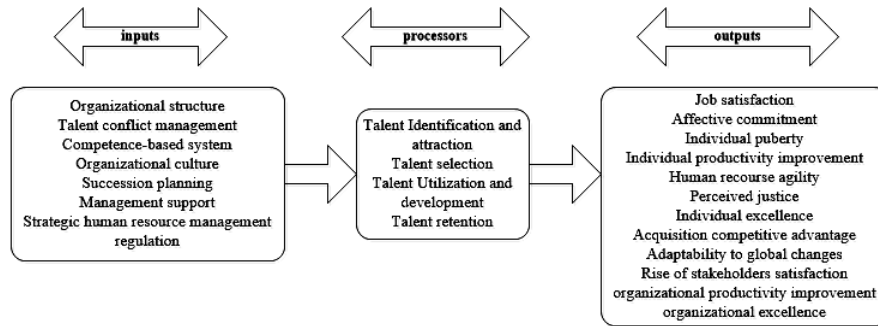 inputs
processors
outputs
Organizational structure
Talent conflict management
Competence-based system
Organizational culture
Succession planning
Management support
Strategic human resource management
regulation
Talent Identification and
attraction
Talent selection
Talent Utilization and
development
Talent retention
Job satisfaction
Affective commitment
Individual puberty
Individual productivity improvement
Human recourse agility
Perceived justice
Individual excellence
Acquisition competitive advantage
Adaptability to global changes
Rise of stakeholders satisfaction
organizational productivity improvement
organizational excellence